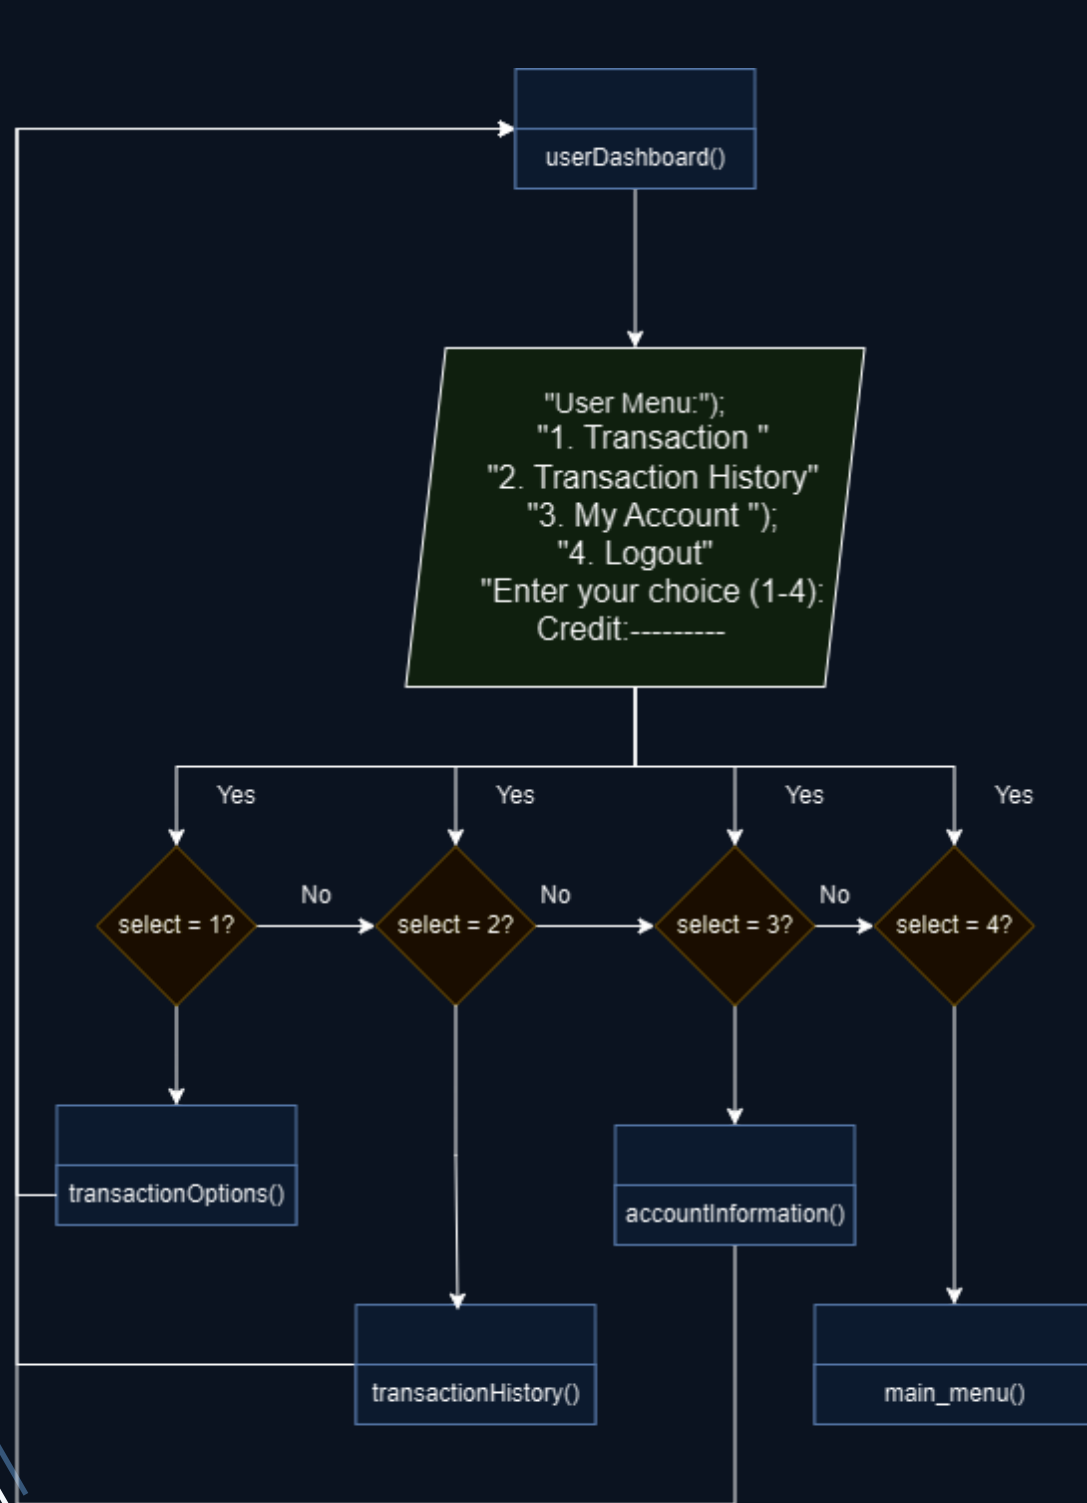 userDashboard()
"User Menu:");
"1. Transaction "
"2. Transaction History"
"3. My Account ");
"4. Logout"
"Enter your choice (1-4):
Credit:---------
Yes
Yes
Yes
Yes
No
No
No
select = 1?
select = 2?
select = 3?
select = 4?
transactionOptions()
accountInformation()
transactionHistory()
main_menu()